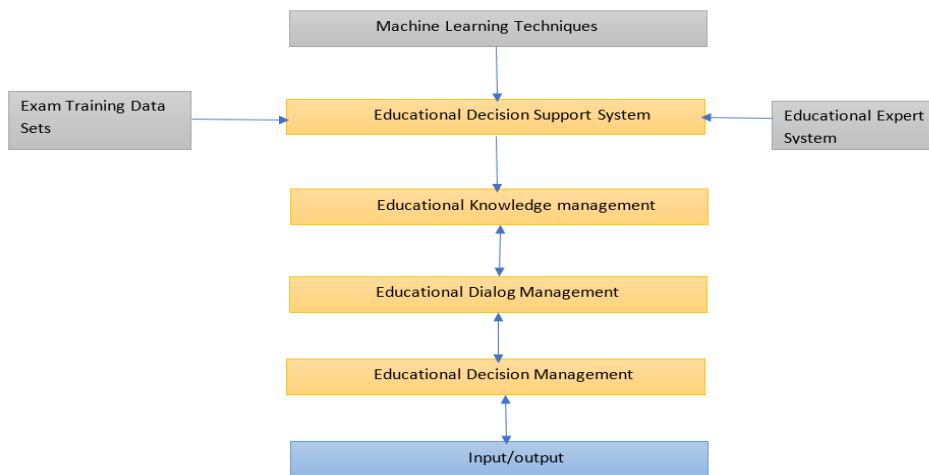 Machine Learning Techniques
Exam Training Data
Sets
Educational Decision Support System
Educational Expert
System
Educational Knowledge management
Educational Dialog Management
Educational Decision Management
Input/output